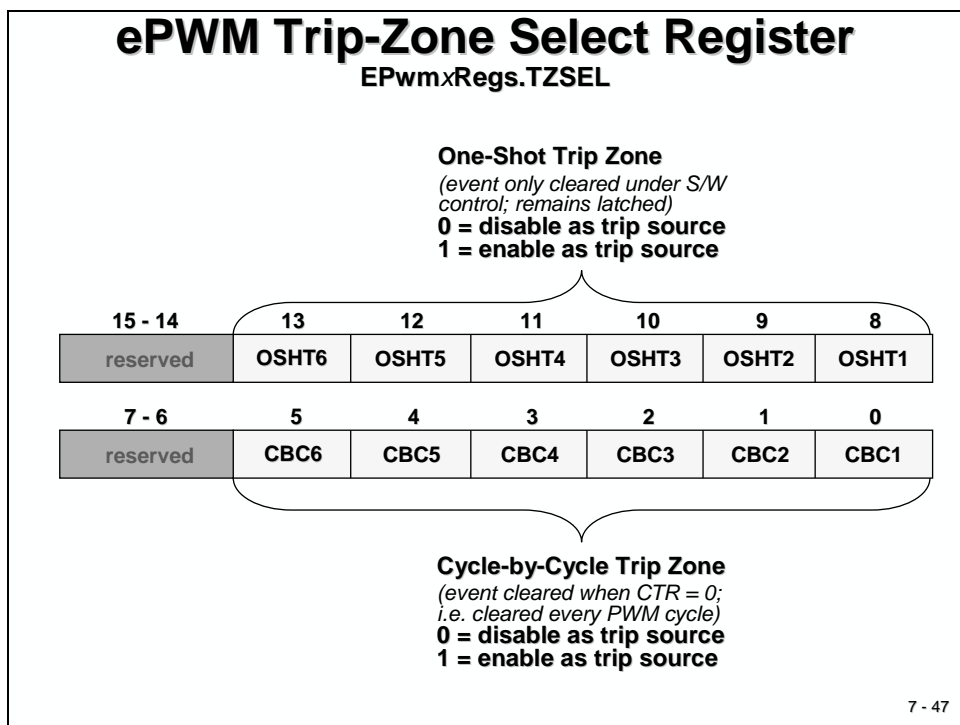 ePWM Trip-Zone Select Register
EPwmxRegs.TZSEL
One-Shot Trip Zone
(event only cleared under S/W
control; remains latched)
0 = disable as trip source
1 = enable as trip source
15 - 14 13 12 11 10 9 8
reserved OSHT6 OSHT5 OSHT4 OSHT3 OSHT2 OSHT1
7 - 6 5 4 3 2 1 0
reserved CBC6 CBC5 CBC4 CBC3 CBC2 CBC1
Cycle-by-Cycle Trip Zone
(event cleared when CTR = 0;
i.e. cleared every PWM cycle)
0 = disable as trip source
1 = enable as trip source
7 - 47